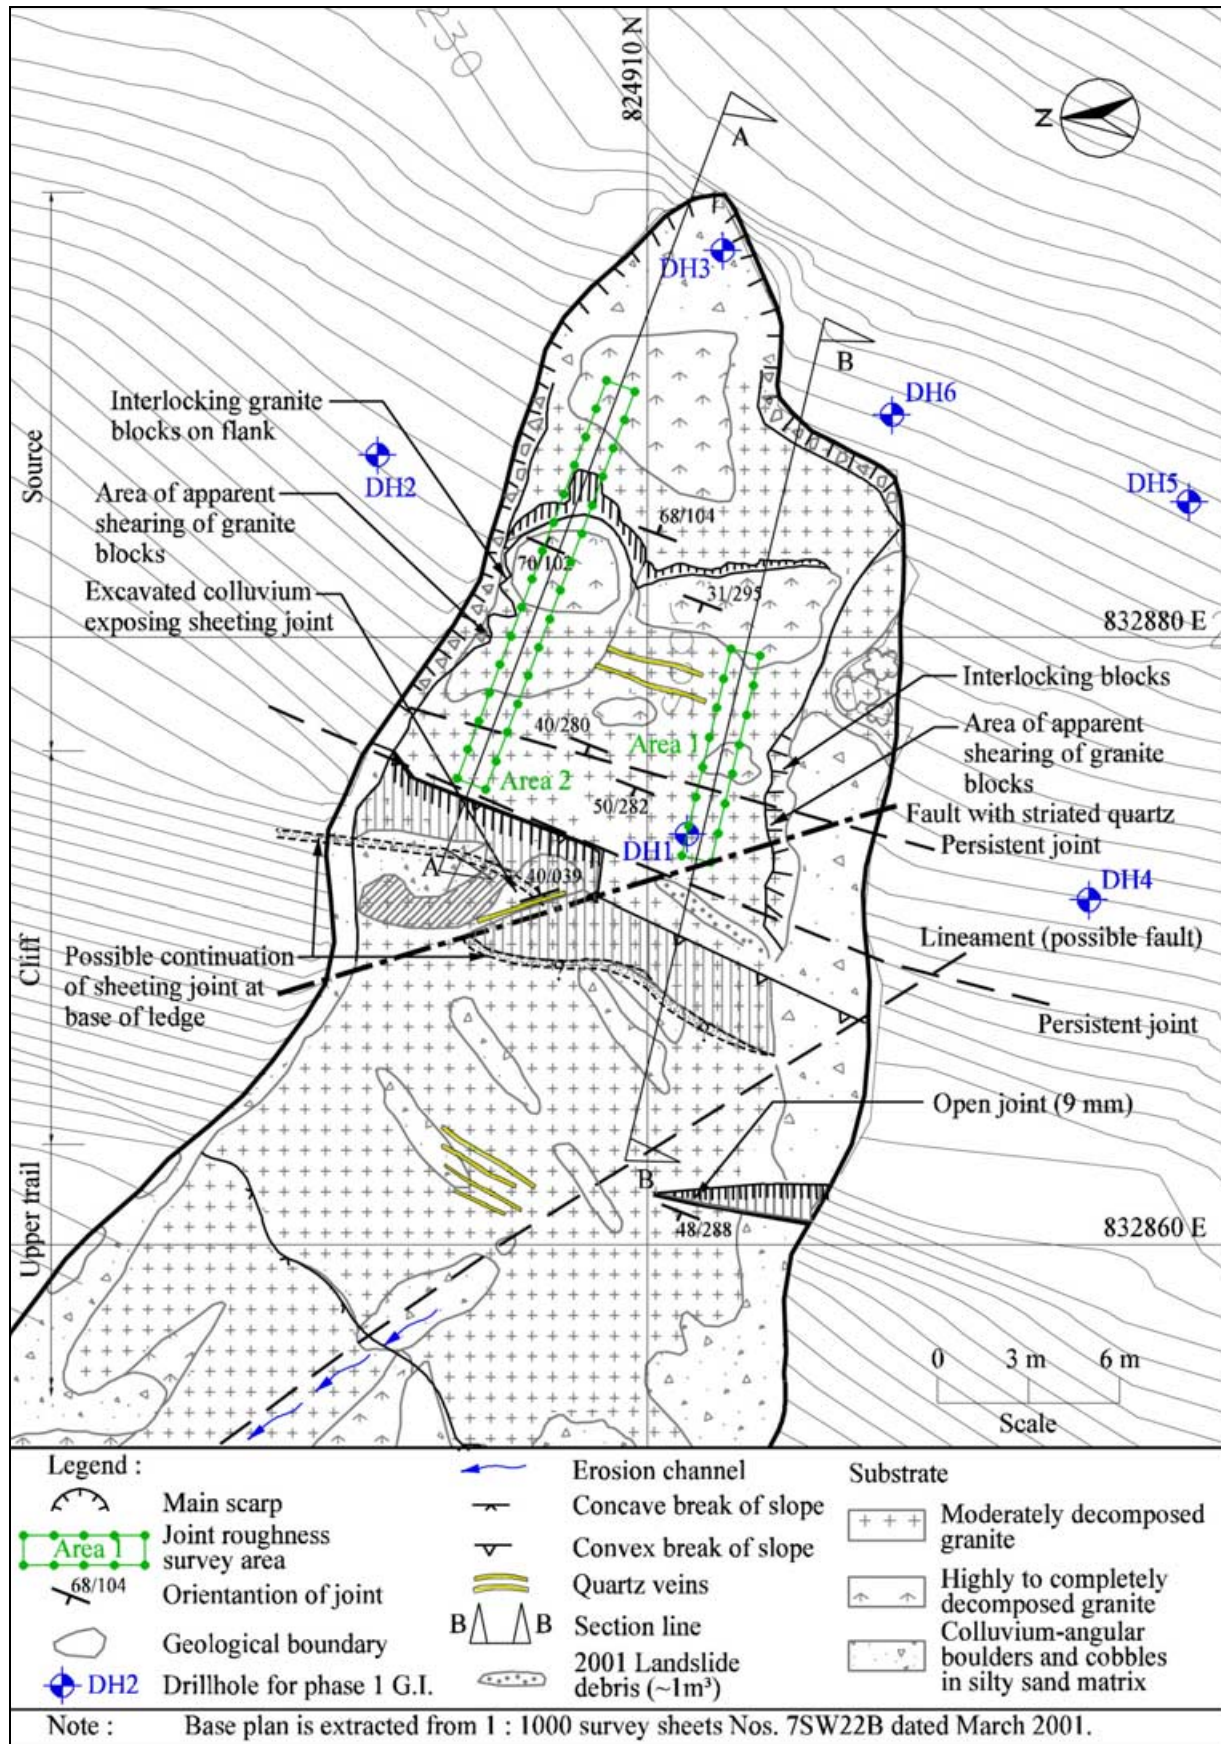 230
824910 N
N
A
DH3
B
DH6
DH5
Interlocking granite
blocks on flank
DH2
Area of apparent
shearing of granite
blocks
Excavated colluvium
exposing sheeting joint
Source
68/104
70/102
31/295
832880 E
2
Interlocking blocks
Area of apparent
shearing of granite
blocks
40/280
Area 1
Area 2
50/282
Fault with striated quartz
DH1
Persistent joint
A
40/039
DH4
Lineament (possible fault)
Possible continuation
of sheeting joint at
base of ledge
Cliff
Persistent joint
Open joint (9 mm)
B
48/288
832860 E
Upper trail
0 3 m 6 m
Scale
Legend :
Main scarp
Area 1
Joint roughness
survey area
68/104
Orientantion of joint
Geological boundary
DH2
Drillhole for phase 1 G.I.
Erosion channel
Concave break of slope
Convex break of slope
Quartz veins
B B
Section line
2001 Landslide
debris (~1m³)
Substrate
Moderately decomposed
granite
Highly to completely
decomposed granite
Colluvium-angular
boulders and cobbles
in silty sand matrix
Note : Base plan is extracted from 1 : 1000 survey sheets Nos. 7SW22B dated March 2001.